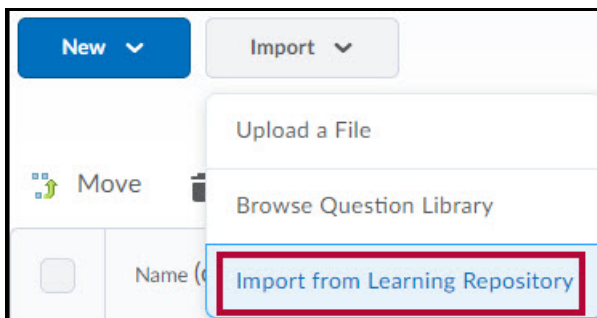 New
Import
Upload a File
Move
Browse Question Library
Name (
Import from Learning Repository